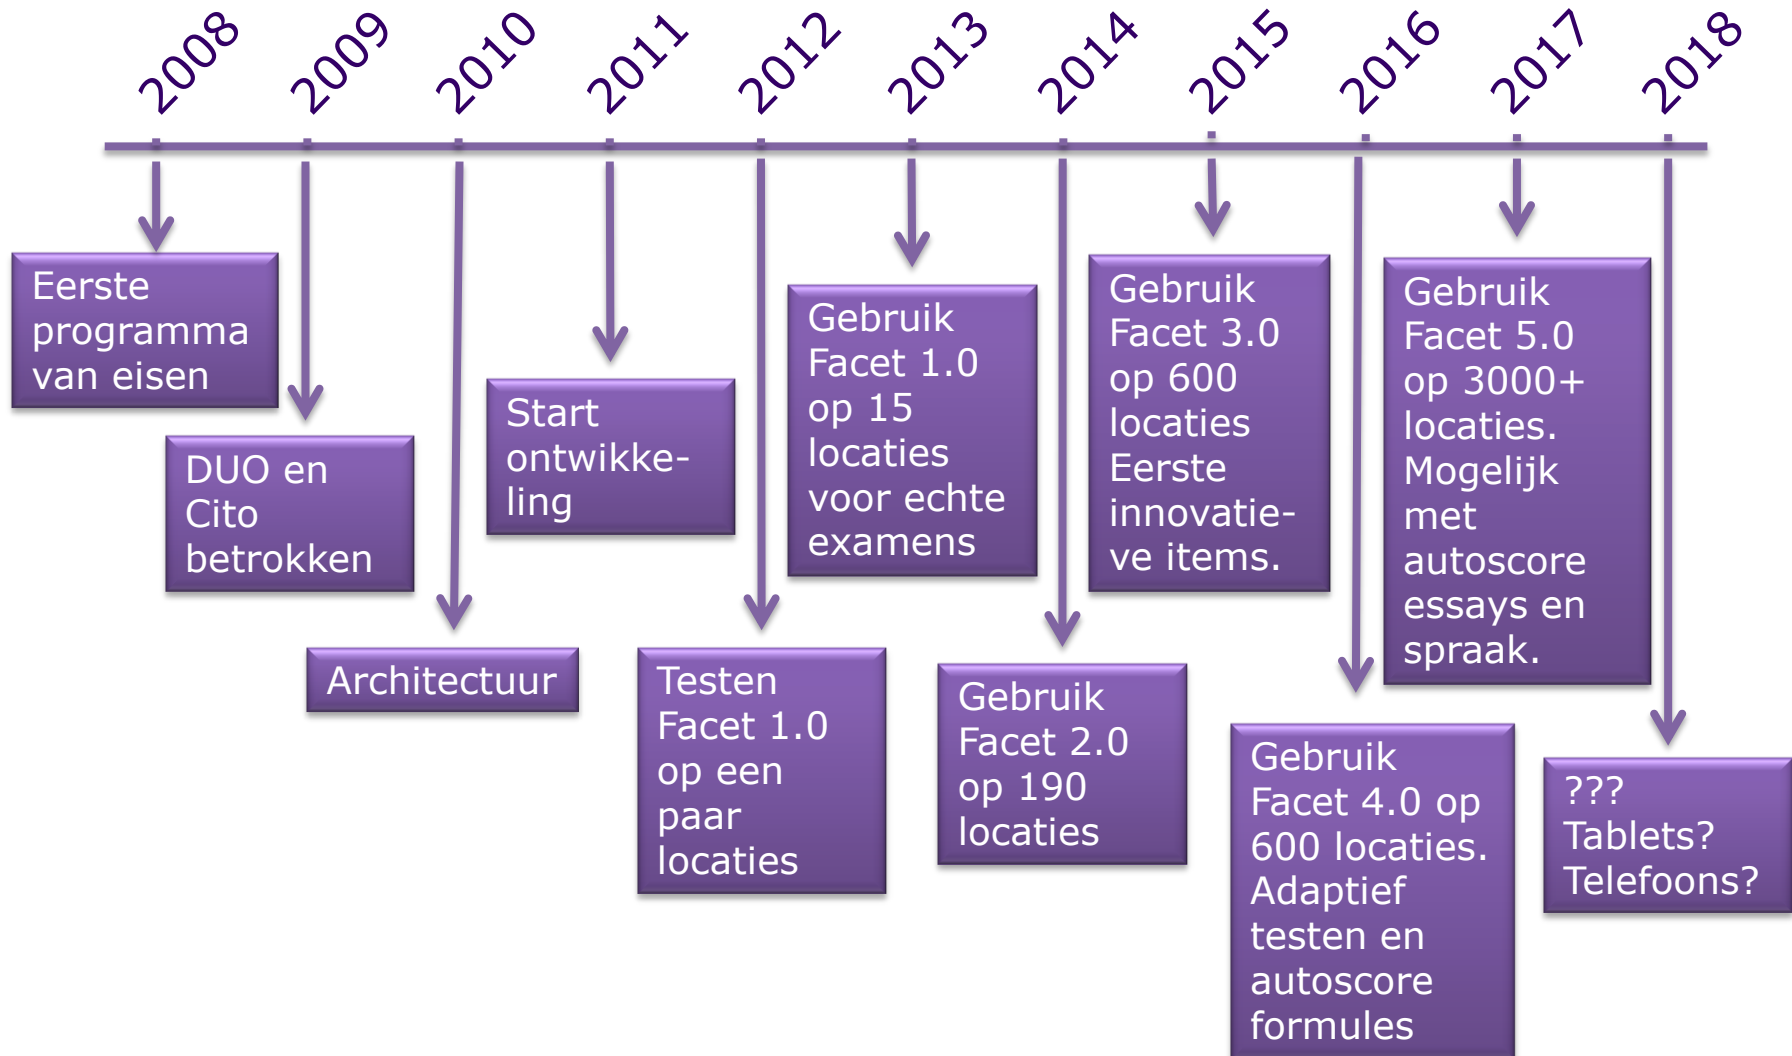 2008
2009
2010
2011
2012
2013
2014
2015
2016
2017
2018
Eerste
programma
van eisen
DUO en
Cito
betrokken
Architectuur
Start
ontwikke-
ling
Testen
Facet 1.0
op een
paar
locaties
Gebruik
Facet 1.0
op 15
locaties
voor echte
examens
Gebruik
Facet 2.0
op 190
locaties
Gebruik
Facet 3.0
op 600
locaties
Eerste
innovatie-
ve items.
Gebruik
Facet 4.0 op
600 locaties.
Adaptief
testen en
autoscore
formules
Gebruik
Facet 5.0
op 3000+
locaties.
Mogelijk
met
autoscore
essays en
spraak.
???
Tablets?
Telefoons?